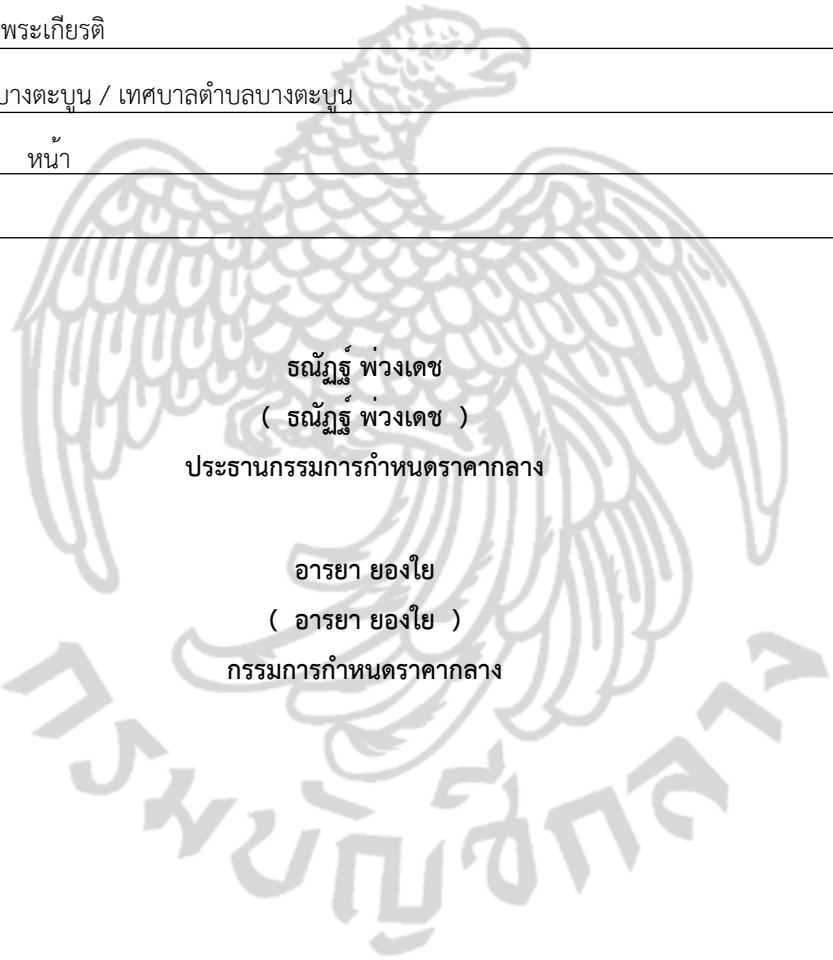 พระเกียรติ
บางตะบูน / เทศบาลตำบลบางตะบูน
หน้า
ธณัฏฐ์ พ่วงเดช
( ธณัฏฐ์ พ่วงเดช )
ประธานกรรมการกำหนดราคากลาง
อารยา ยองใย
( อารยา ยองใย )
กรรมการกำหนดราคากลาง
กรมบัญชีกลาง